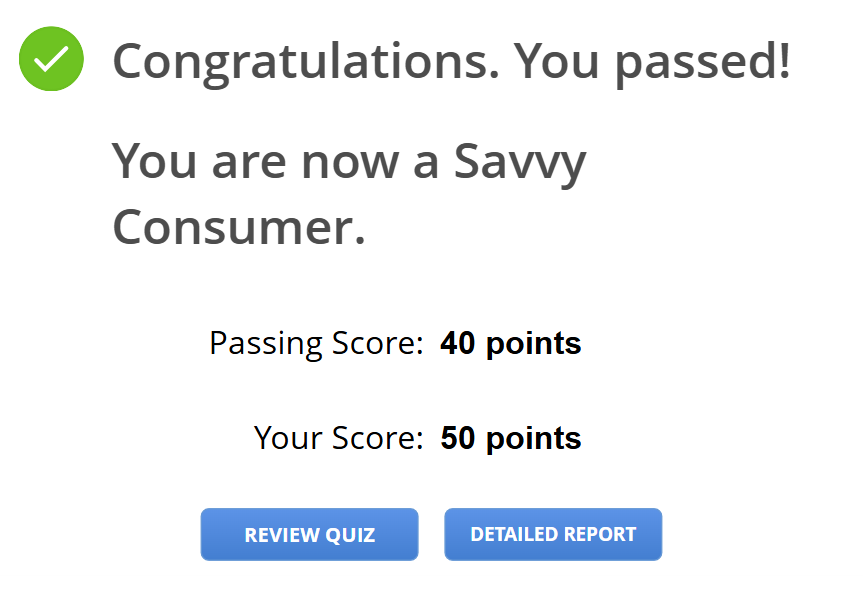 Congratulations. You passed!
You are now a Savvy
Consumer.
Passing Score: 40 points
Your Score: 50 points
REVIEW QUIZ DETAILED REPORT